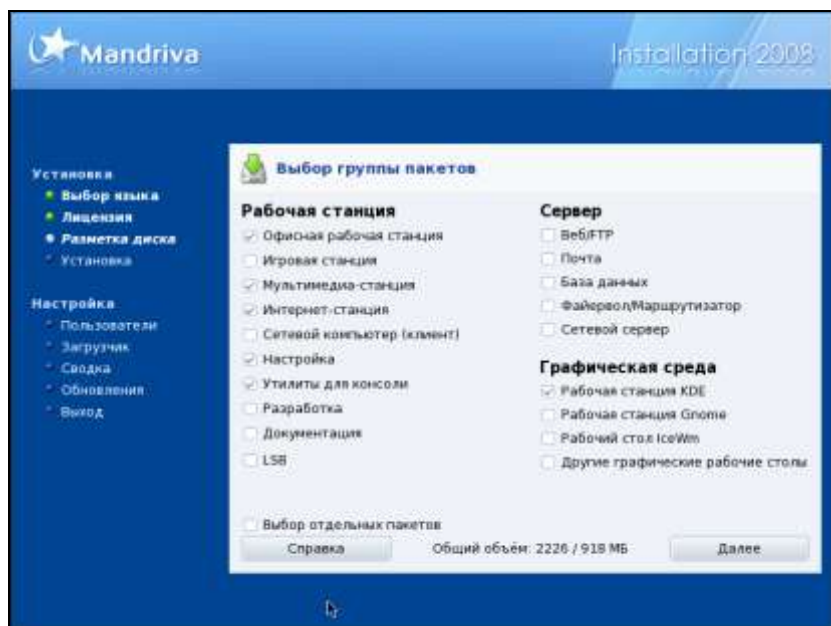 Mandriva
Installation 2008
Установка
Выбор языка
Лицензия
Разметка диска
Установка
Настройка
Пользователи
Загрузчик
Сводка
Обновления
Выход
Выбор группы пакетов
Рабочая станция
Офисная рабочая станция
Игровая станция
Мультимедиа-станция
Интернет-станция
Сетевой компьютер (клиент)
Настройка
Утилиты для консоли
Разработка
Документация
LSB
Сервер
Веб/FTP
Почта
База данных
Файервол/Маршрутизатор
Сетевой сервер
Графическая среда
Рабочая станция KDE
Рабочая станция Gnome
Рабочий стол IceWm
Другие графические рабочие столы
Выбор отдельных пакетов
Справка
Общий объём: 2226 / 918 МБ
Далее